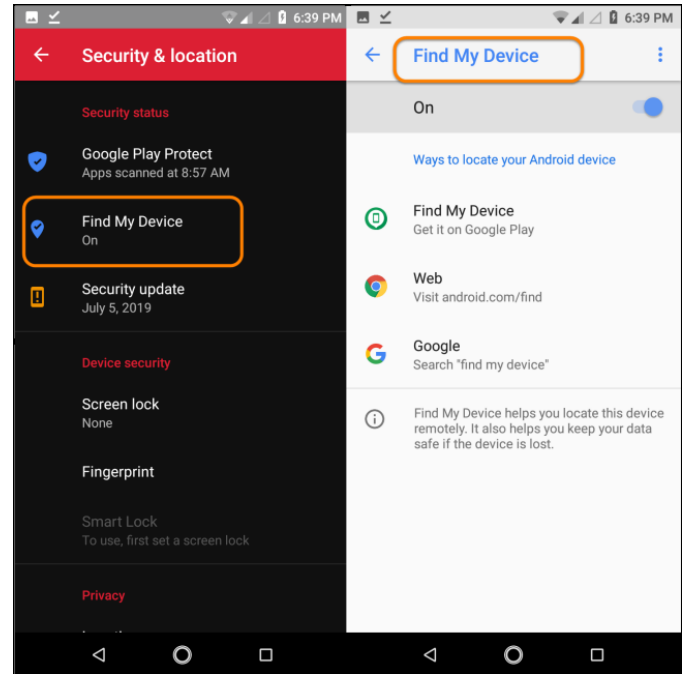 6:39 PM
Security & location
Security status
Google Play Protect
Apps scanned at 8:57 AM
Find My Device
On
Security update
July 5, 2019
Device security
Screen lock
None
Fingerprint
Smart Lock
To use, first set a screen lock
Privacy
6:39 PM
Find My Device
On
Ways to locate your Android device
Find My Device
Get it on Google Play
Web
Visit android.com/find
Google
Search "find my device"
Find My Device helps you locate this device
remotely. It also helps you keep your data
safe if the device is lost.